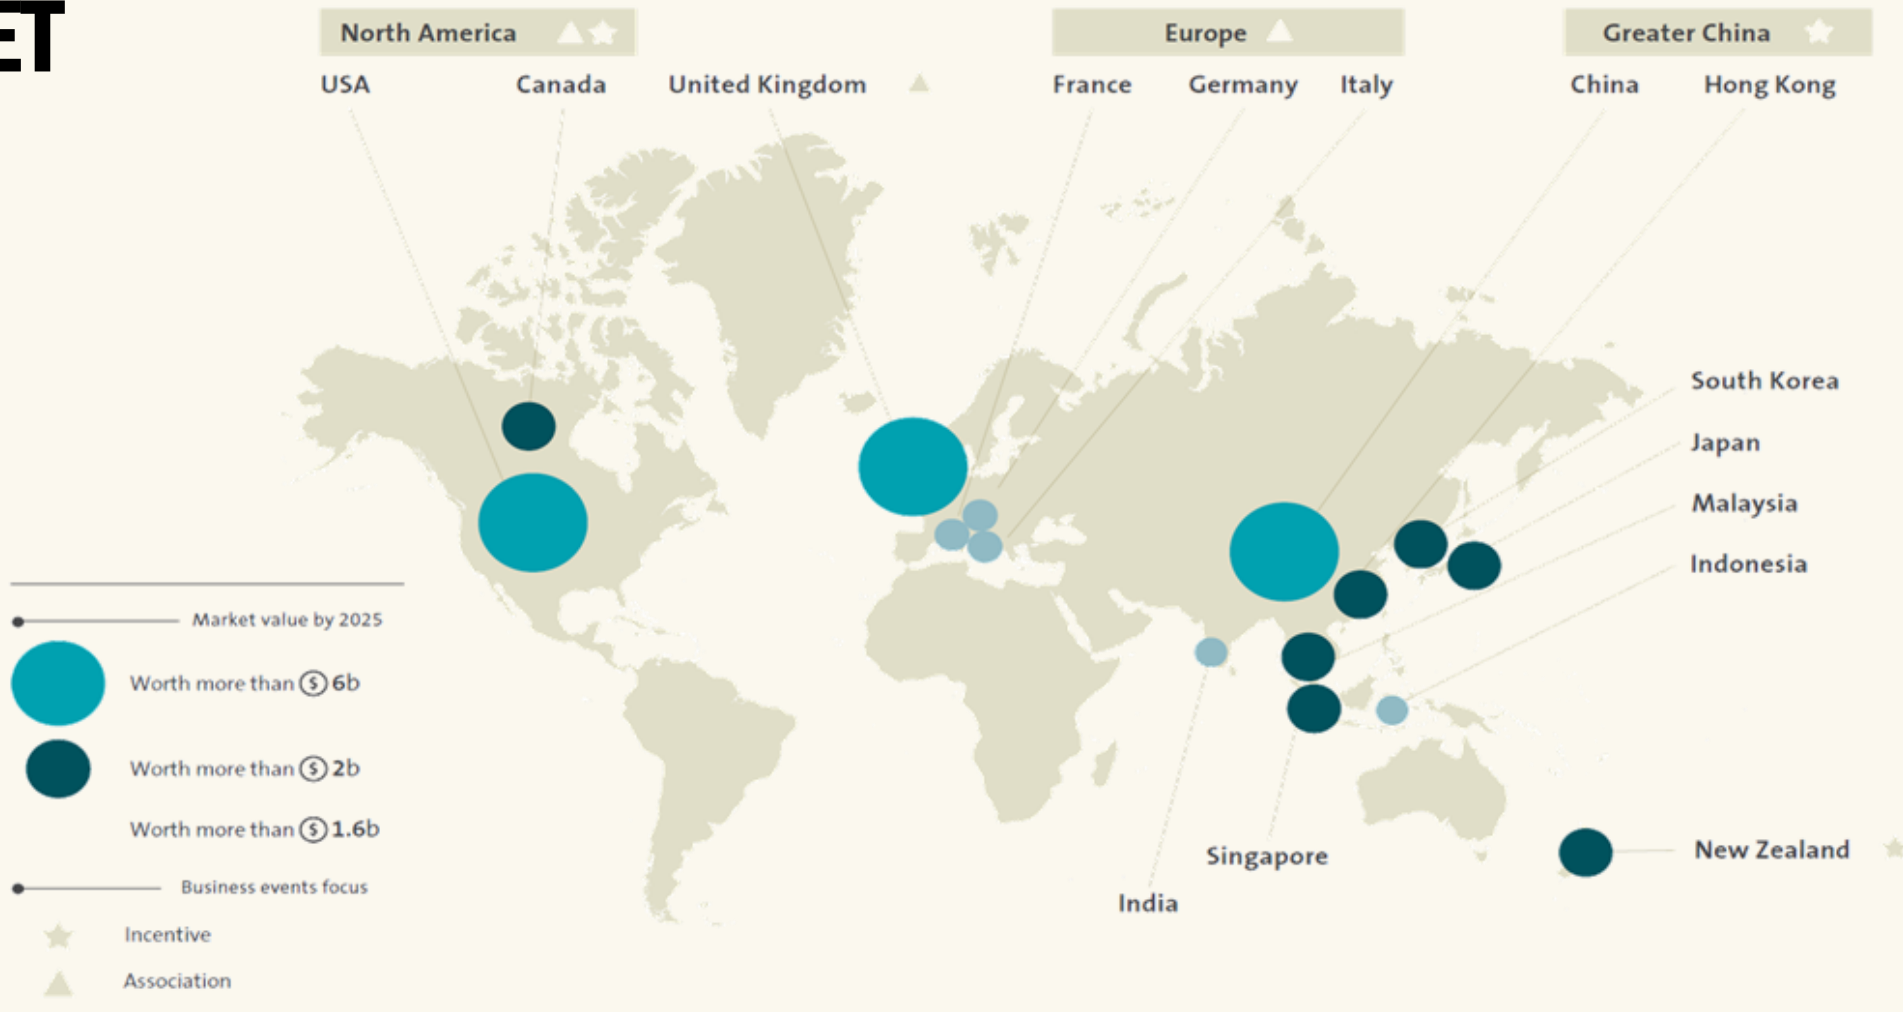 ET
North America
Europe
Greater China
USA
Canada
United Kingdom
France
Germany
Italy
China
Hong Kong
South Korea
Japan
Malaysia
Indonesia
Market value by 2025
Worth more than $ 6b
Worth more than $ 2b
Worth more than $ 1.6b
Business events focus
Incentive
Association
Singapore
India
New Zealand